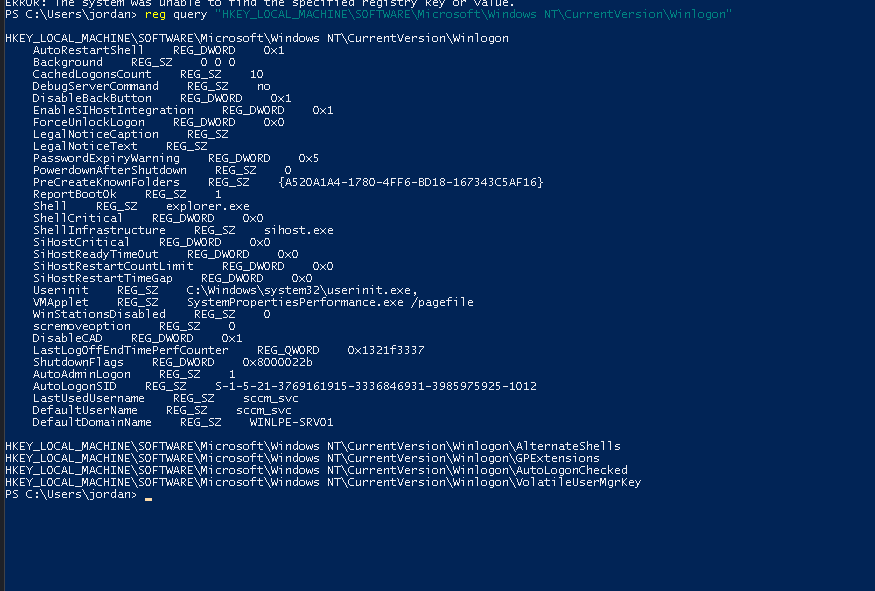 ERROR: The system was unable to find the specified registry key or value.
PS C:\Users\jordan> reg query "HKEY_LOCAL_MACHINE\SOFTWARE\Microsoft\Windows NT\CurrentVersion\Winlogon"
HKEY_LOCAL_MACHINE\SOFTWARE\Microsoft\Windows NT\CurrentVersion\Winlogon
AutoRestartShell    REG_DWORD    0x1
Background    REG_SZ    0 0 0
CachedLogonsCount    REG_SZ    10
DebugServerCommand    REG_SZ    no
DisableBackButton    REG_DWORD    0x1
EnableSIHostIntegration    REG_DWORD    0x1
ForceUnlockLogon    REG_DWORD    0x0
LegalNoticeCaption    REG_SZ
LegalNoticeText    REG_SZ
PasswordExpiryWarning    REG_DWORD    0x5
PowerdownAfterShutdown    REG_SZ    0
PreCreateKnownFolders    REG_SZ    {A520A1A4-1780-4FF6-BD18-167343C5AF16}
ReportBootOk    REG_SZ    1
Shell    REG_SZ    explorer.exe
ShellCritical    REG_DWORD    0x0
ShellInfrastructure    REG_SZ    sihost.exe
SiHostCritical    REG_DWORD    0x0
SiHostReadyTimeOut    REG_DWORD    0x0
SiHostRestartCountLimit    REG_DWORD    0x0
SiHostRestartTimeGap    REG_DWORD    0x0
Userinit    REG_SZ    C:\Windows\system32\userinit.exe,
VMApplet    REG_SZ    SystemPropertiesPerformance.exe /pagefile
WinStationsDisabled    REG_SZ    0
scremoveoption    REG_SZ    0
DisableCAD    REG_DWORD    0x1
LastLogOffEndTimePerfCounter    REG_QWORD    0x1321f3337
ShutdownFlags    REG_DWORD    0x8000022b
AutoAdminLogon    REG_SZ    1
AutoLogonSID    REG_SZ    S-1-5-21-3769161915-3336846931-3985975925-1012
LastUsedUsername    REG_SZ    sccm_svc
DefaultUserName    REG_SZ    sccm_svc
DefaultDomainName    REG_SZ    WINLPE-SRV01
HKEY_LOCAL_MACHINE\SOFTWARE\Microsoft\Windows NT\CurrentVersion\Winlogon\AlternateShells
HKEY_LOCAL_MACHINE\SOFTWARE\Microsoft\Windows NT\CurrentVersion\Winlogon\GPExtensions
HKEY_LOCAL_MACHINE\SOFTWARE\Microsoft\Windows NT\CurrentVersion\Winlogon\AutoLogonChecked
HKEY_LOCAL_MACHINE\SOFTWARE\Microsoft\Windows NT\CurrentVersion\Winlogon\VolatileUserMgrKey
PS C:\Users\jordan>